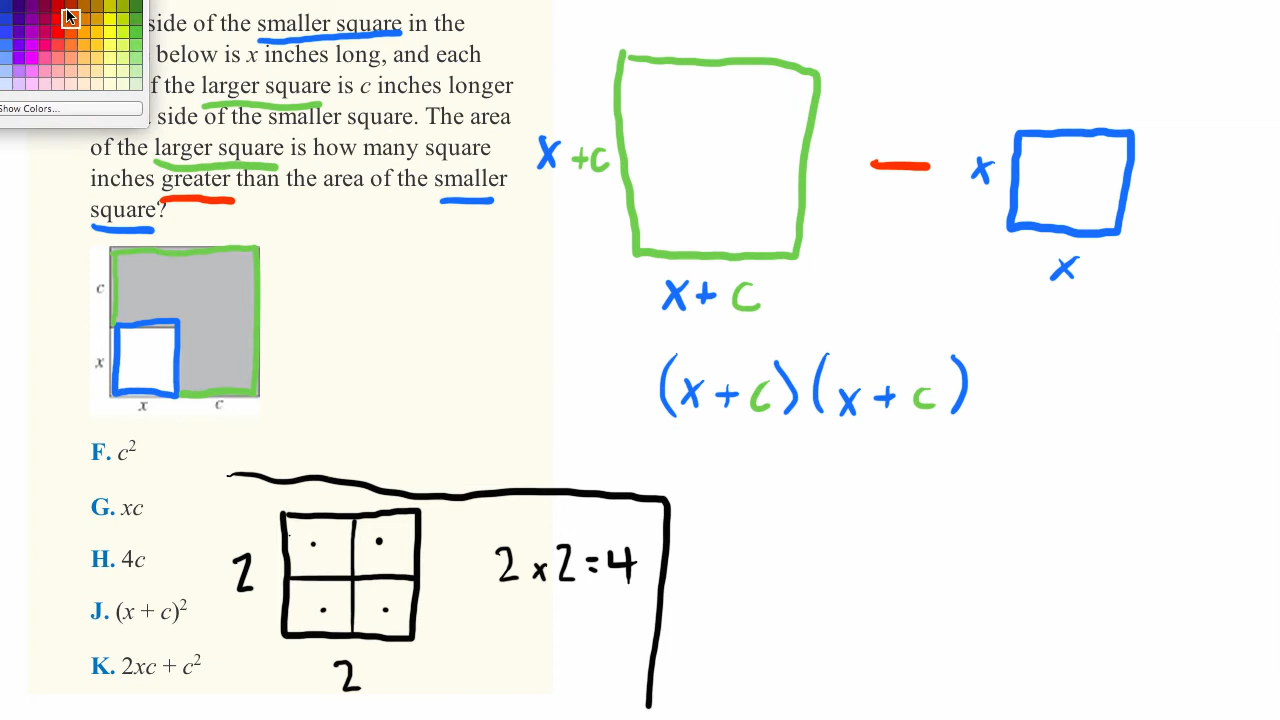 side of the smaller square in the
below is x inches long, and each
f the larger square is c inches longer
side of the smaller square. The area
of the larger square is how many square
inches greater than the area of the smaller
square?
Show Colors...
c
x
x
c
F. c²
G. xc
H. 4c
J. (x + c)²
K. 2xc + c²
x + c
x + c
—
x
x
(x + c)(x + c)
2
2
2 x 2 = 4